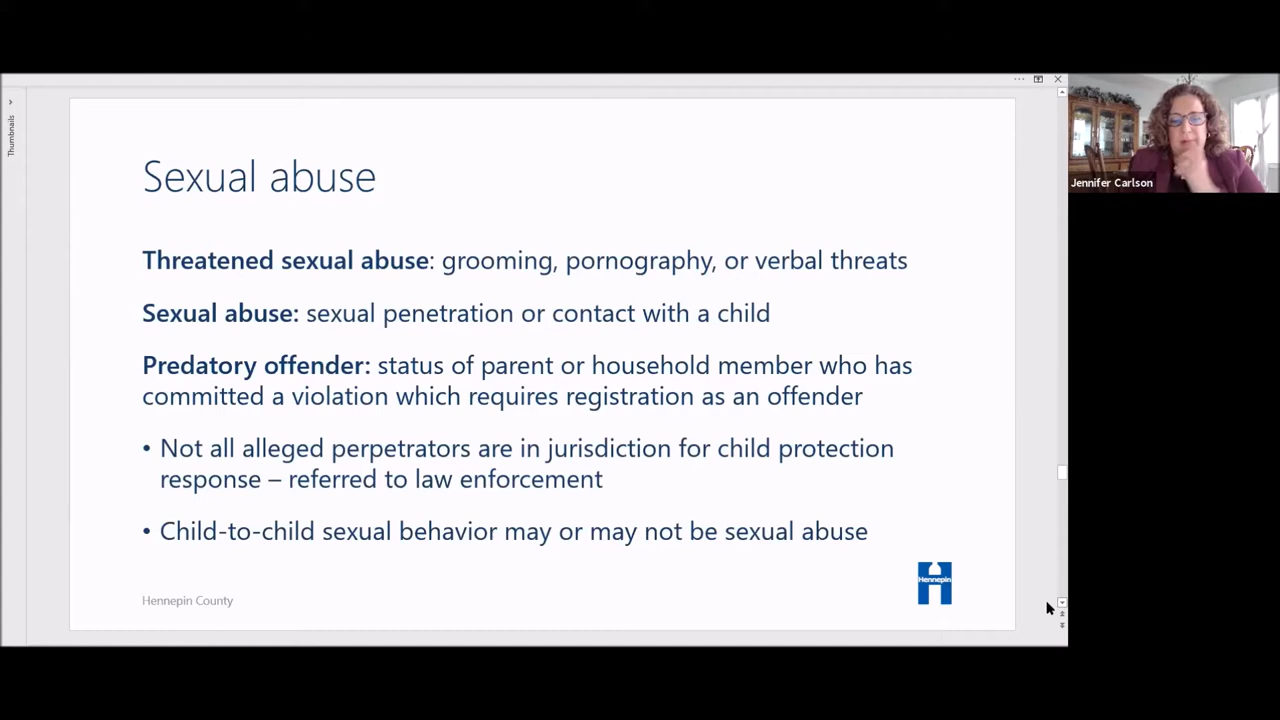 Thumbnails
Sexual abuse
Threatened sexual abuse: grooming, pornography, or verbal threats
Sexual abuse: sexual penetration or contact with a child
Predatory offender: status of parent or household member who has
committed a violation which requires registration as an offender
• Not all alleged perpetrators are in jurisdiction for child protection
response – referred to law enforcement
• Child-to-child sexual behavior may or may not be sexual abuse
Hennepin County
Hennepin
Jennifer Carlson